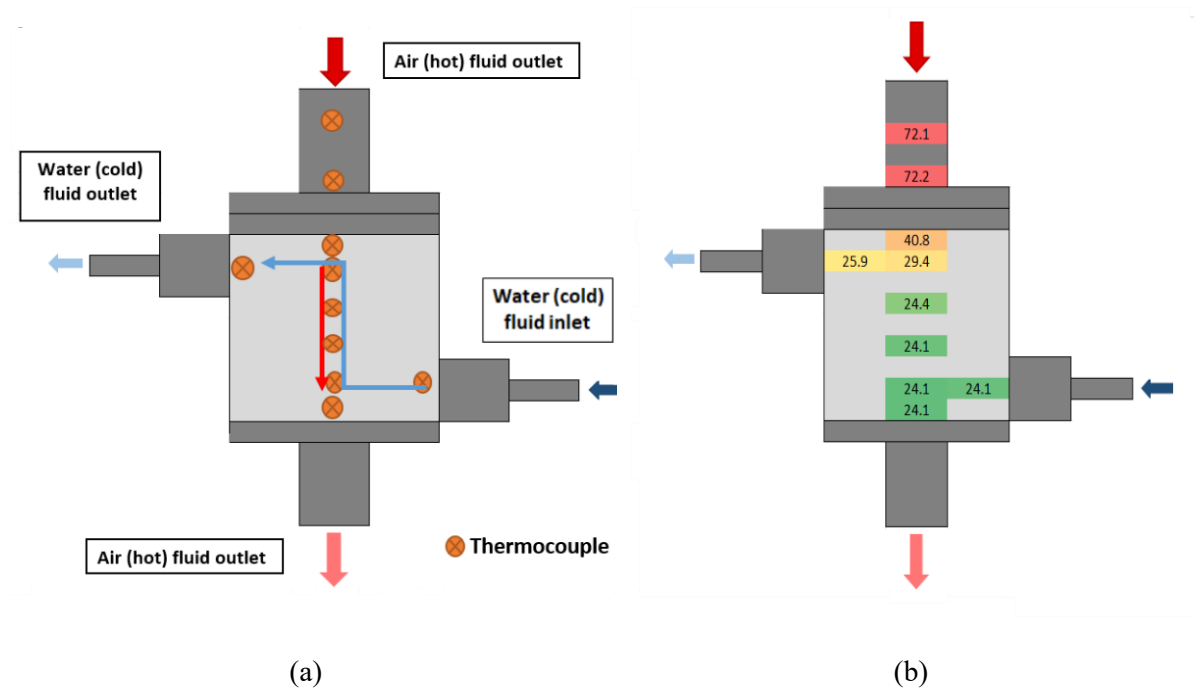 Air (hot) fluid outlet
Water (cold)
fluid outlet
Water (cold)
fluid inlet
Air (hot) fluid outlet
Thermocouple
72.1
72.2
40.8
25.9 29.4
24.4
24.1
24.1 24.1
24.1
(a)
(b)